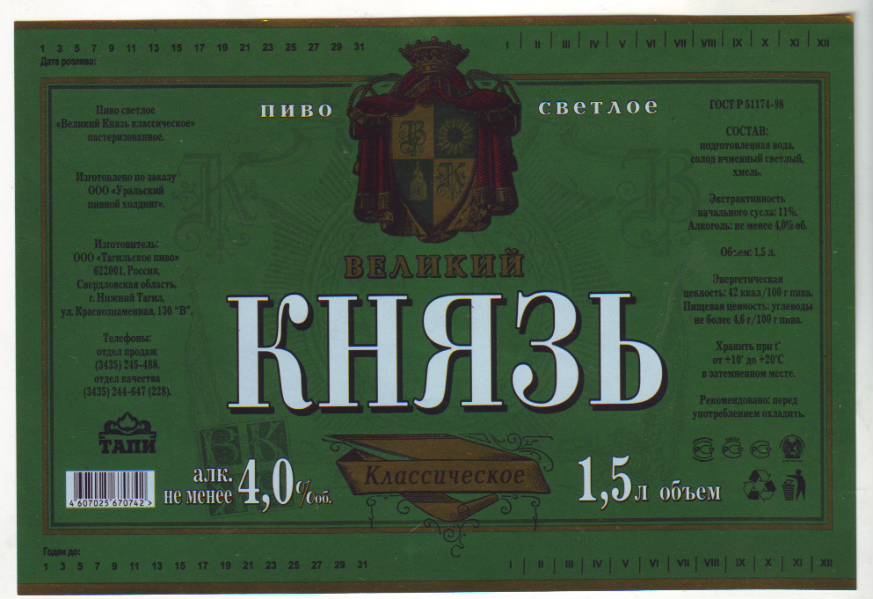 1 3 5 7 9 11 13 15 17 19 21 23 25 27 29 31
I II III IV V VI VII VIII IX X XI XII
Дата розлива:
ПИВО СВЕТЛОЕ
Пиво светлое
«Великий Князь классическое»
пастеризованное.
Изготовлено по заказу
ООО «Уральский
пивной холдинг».
Изготовитель:
ООО «Тагильское пиво»
622001, Россия,
Свердловская область,
г. Нижний Тагил,
ул. Краснознаменная, 130 "В".
Телефоны:
отдел продаж
(3435) 245-488,
отдел качества
(3435) 244-647 (228).
ТАГИЛ
4 607025 670742 >
В
К
ВЕЛИКИЙ
КНЯЗЬ
Классическое
ВК
алк.
не менее 4,0% об.
1,5 л объем
ГОСТ Р 51174-98
СОСТАВ:
подготовленная вода,
солод ячменный светлый,
хмель.
Экстрактивность
начального сусла: 11%.
Алкоголь: не менее 4,0% об.
Объем: 1,5 л.
Энергетическая
ценность: 42 ккал/100 г пива.
Пищевая ценность: углеводы
не более 4,6 г/100 г пива.
Хранить при t°
от +10° до +20°С
в затемненном месте.
Рекомендовано: перед
употреблением охладить.
Годен до:
1 3 5 7 9 11 13 15 17 19 21 23 25 27 29 31
I II III IV V VI VII VIII IX X XI XII